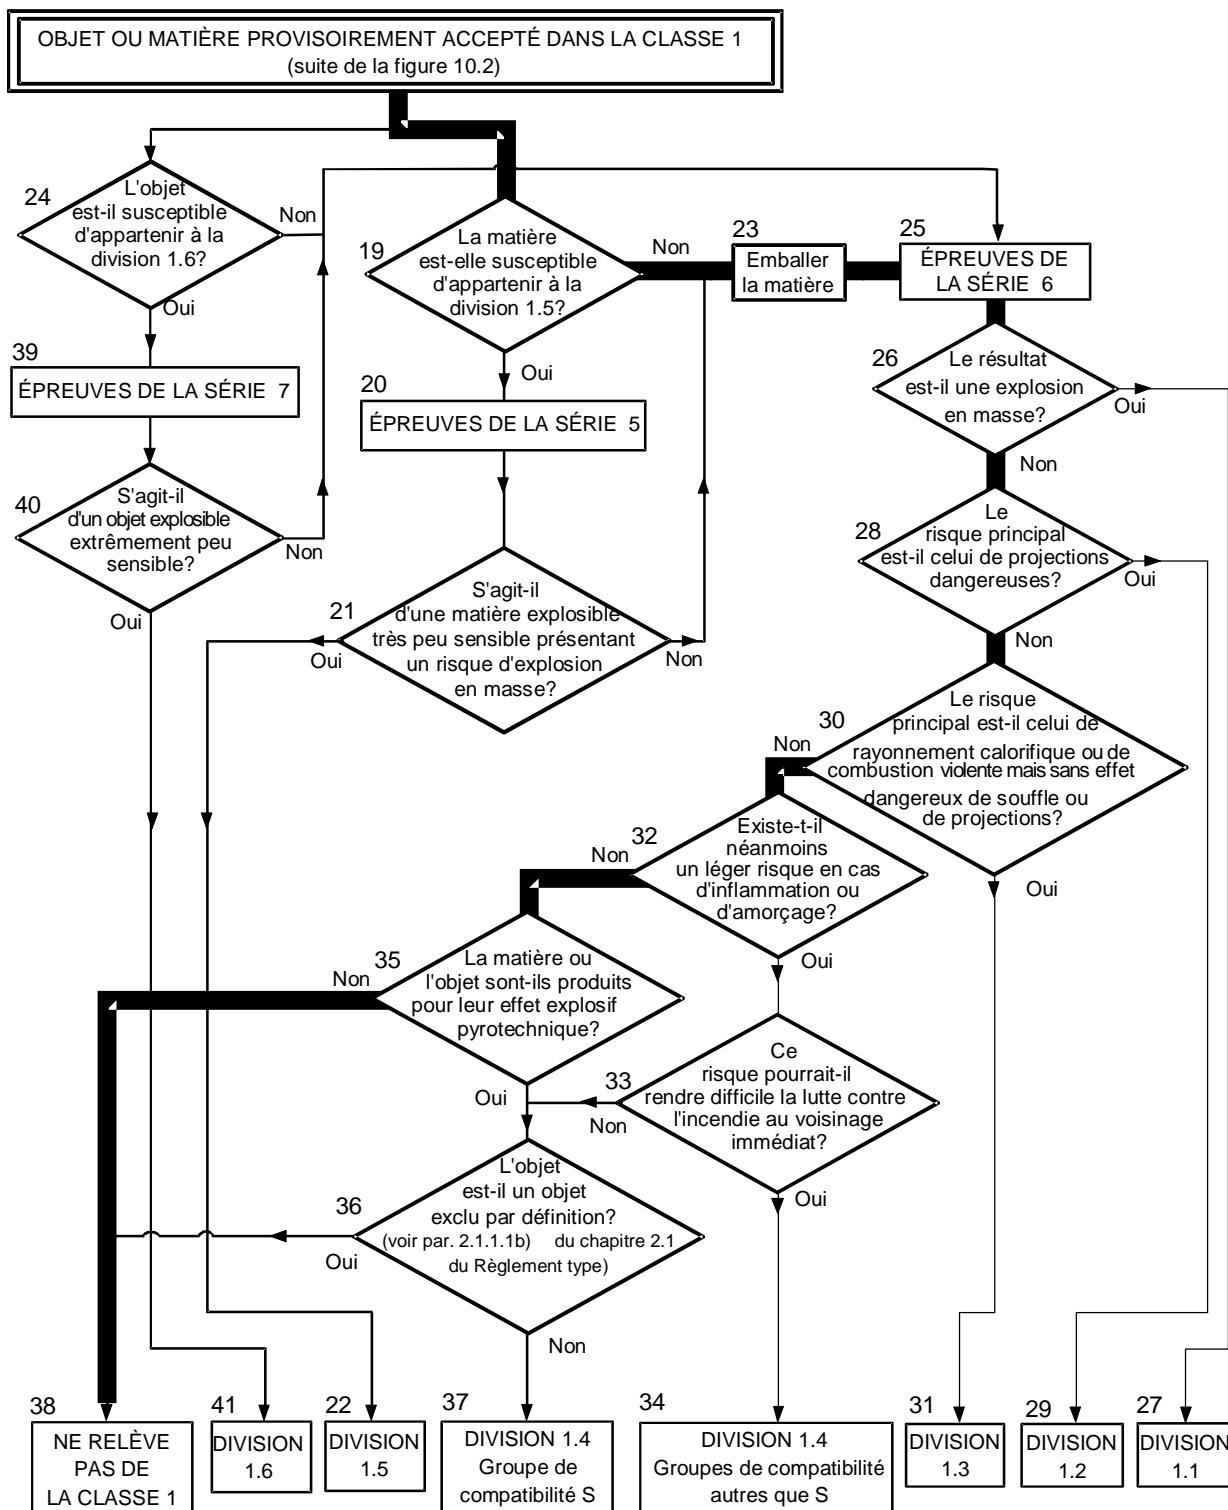 OBJET OU MATIÈRE PROVISOIREMENT ACCEPTÉ DANS LA CLASSE 1
(suite de la figure 10.2)
24
L'objet
est-il susceptible
d'appartenir à la
division 1.6?
Non
Oui
19
La matière
est-elle susceptible
d'appartenir à la
division 1.5?
Non
Oui
23
Emballer
la matière
25
ÉPREUVES DE
LA SÉRIE 6
39
ÉPREUVES DE LA SÉRIE 7
20
ÉPREUVES DE LA SÉRIE 5
26
Le résultat
est-il une explosion
en masse?
Oui
Non
40
S'agit-il
d'un objet explosible
extrêmement peu
sensible?
Non
Oui
28
Le
risque principal
est-il celui de projections
dangereuses?
Oui
Non
21
S'agit-il
d'une matière explosible
très peu sensible présentant
un risque d'explosion
en masse?
Oui
Non
30
Le risque
principal est-il celui de
rayonnement calorifique ou de
combustion violente mais sans effet
dangereux de souffle ou
de projections?
Non
Oui
32
Existe-t-il
néanmoins
un léger risque en cas
d'inflammation ou
d'amorçage?
Non
Oui
35
La matière ou
l'objet sont-ils produits
pour leur effet explosif
pyrotechnique?
Non
Oui
33
Ce
risque pourrait-il
rendre difficile la lutte contre
l'incendie au voisinage
immédiat?
Non
Oui
36
L'objet
est-il un objet
exclu par définition?
(voir par. 2.1.1.1b) du chapitre 2.1
du Règlement type)
Oui
Non
38
NE RELÈVE
PAS DE
LA CLASSE 1
41
DIVISION
1.6
22
DIVISION
1.5
37
DIVISION 1.4
Groupe de
compatibilité S
34
DIVISION 1.4
Groupes de compatibilité
autres que S
31
DIVISION
1.3
29
DIVISION
1.2
27
DIVISION
1.1